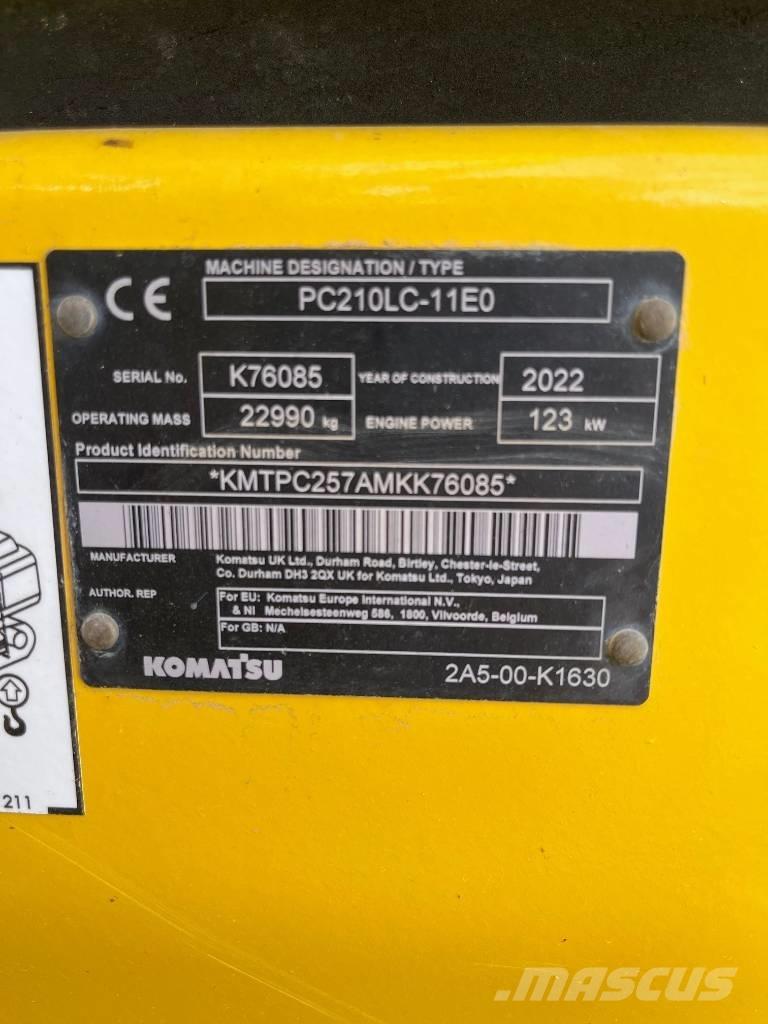 CE
MACHINE DESIGNATION / TYPE
PC210LC-11E0
SERIAL No. K76085 YEAR OF CONSTRUCTION 2022
OPERATING MASS 22990 kg ENGINE POWER 123 kW
Product Identification Number
*KMTPC257AMKK76085*
MANUFACTURER Komatsu UK Ltd., Durham Road, Birtley, Chester-le-Street,
Co. Durham DH3 2QX UK for Komatsu Ltd., Tokyo, Japan
AUTHOR. REP For EU: Komatsu Europe International N.V.,
& NI Mechelsesteenweg 586, 1800, Vilvoorde, Belgium
For GB: N/A
KOMATSU 2A5-00-K1630
211
MASCUS